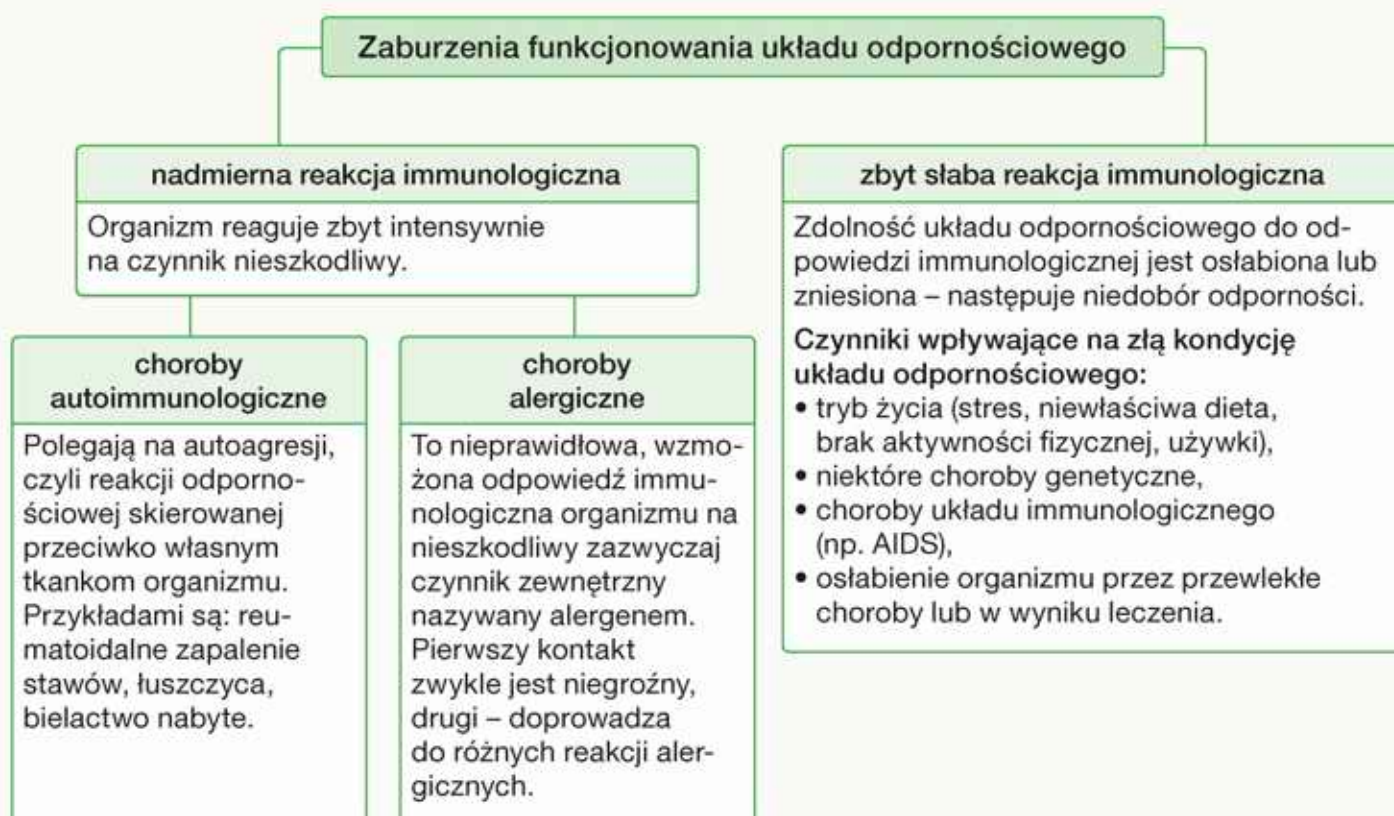 Zaburzenia funkcjonowania układu odpornościowego
nadmierna reakcja immunologiczna
Organizm reaguje zbyt intensywnie
na czynnik nieszkodliwy.
choroby
autoimmunologiczne
Polegają na autoagresji,
czyli reakcji odporno-
ściowej skierowanej
przeciwko własnym
tkankom organizmu.
Przykładami są: reu-
matoidalne zapalenie
stawów, łuszczyca,
bielactwo nabyte.
choroby
alergiczne
To nieprawidłowa, wzmo-
żona odpowiedź immu-
nologiczna organizmu na
nieszkodliwy zazwyczaj
czynnik zewnętrzny
nazywany alergenem.
Pierwszy kontakt
zwykle jest niegroźny,
drugi – doprowadza
do różnych reakcji aler-
gicznych.
zbyt słaba reakcja immunologiczna
Zdolność układu odpornościowego do od-
powiedzi immunologicznej jest osłabiona lub
zniesiona – następuje niedobór odporności.
Czynniki wpływające na złą kondycję
układu odpornościowego:
• tryb życia (stres, niewłaściwa dieta,
brak aktywności fizycznej, używki),
• niektóre choroby genetyczne,
• choroby układu immunologicznego
(np. AIDS),
• osłabienie organizmu przez przewlekłe
choroby lub w wyniku leczenia.